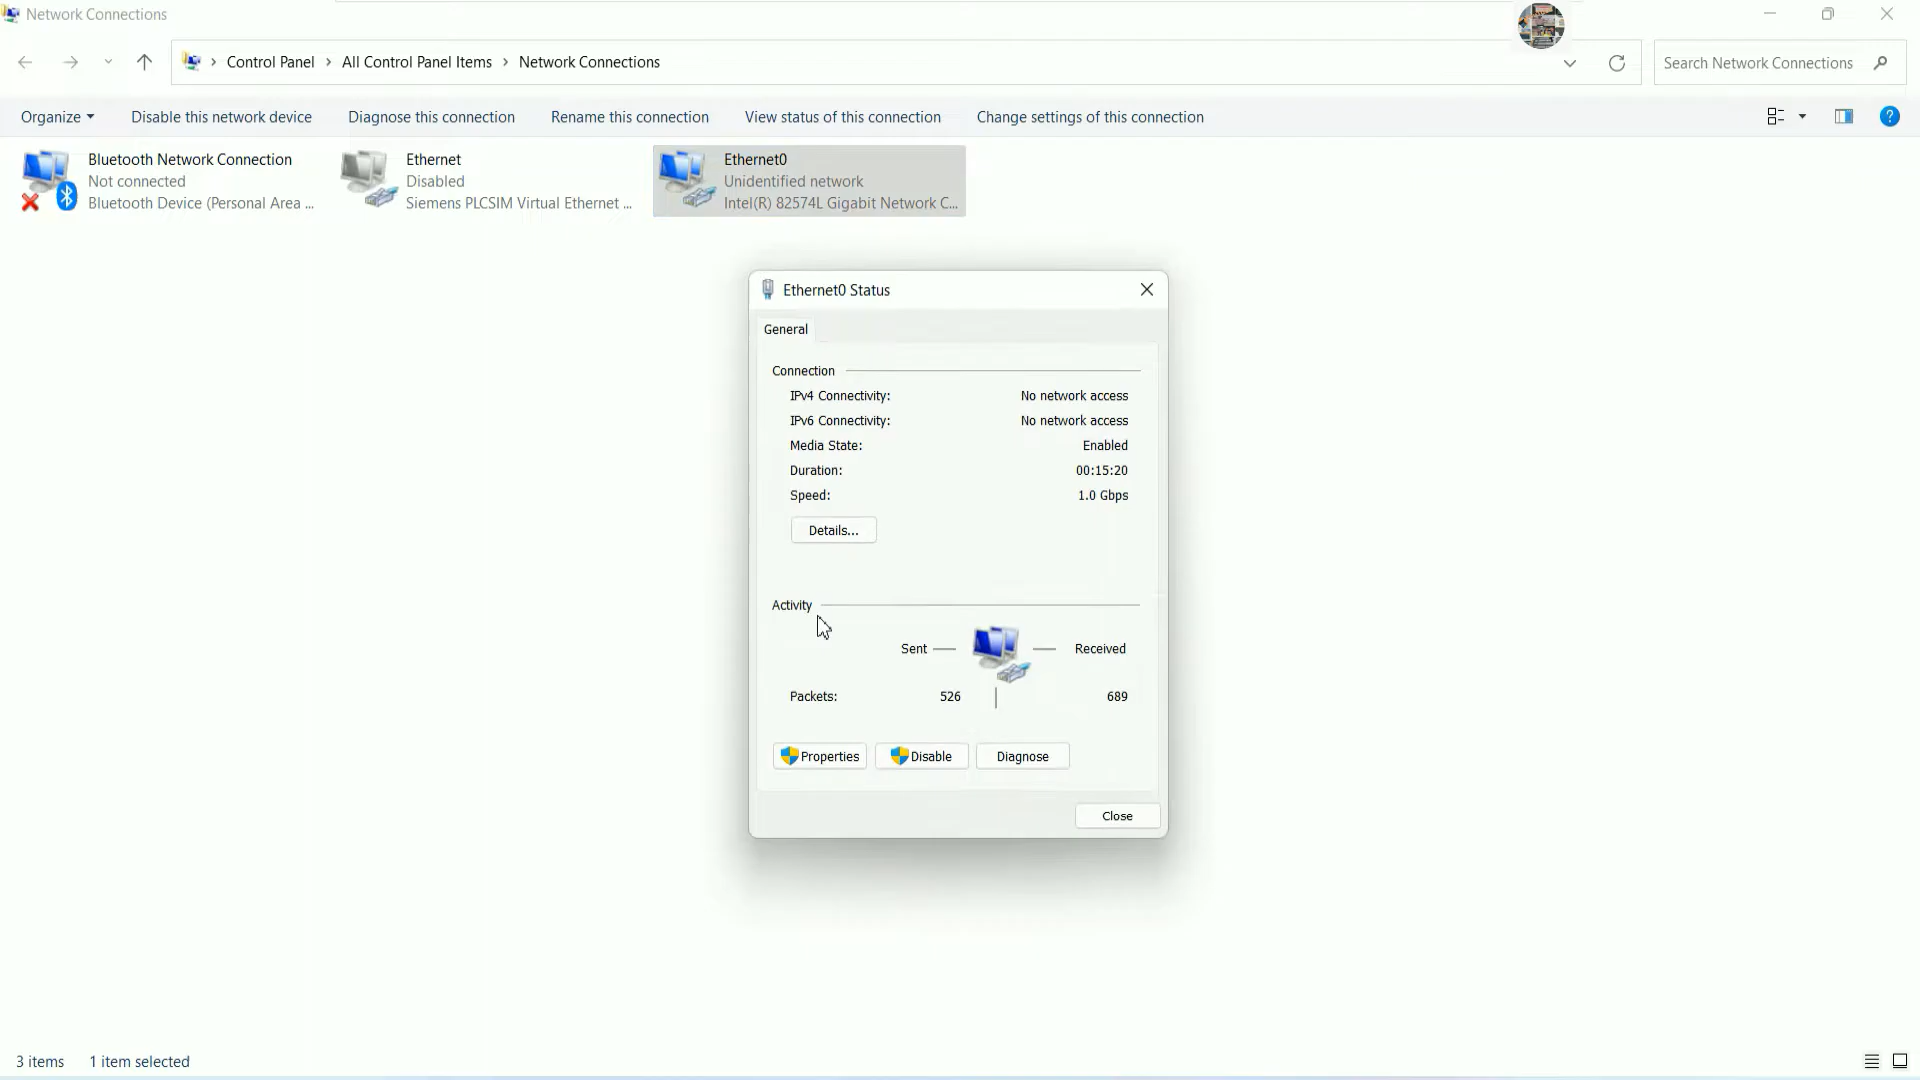 Network Connections
Control Panel > All Control Panel Items > Network Connections
Search Network Connections
Organize
Disable this network device
Diagnose this connection
Rename this connection
View status of this connection
Change settings of this connection
?
Bluetooth Network Connection
Not connected
Bluetooth Device (Personal Area ...
Ethernet
Disabled
Siemens PLCSIM Virtual Ethernet ...
Ethernet0
Unidentified network
Intel(R) 82574L Gigabit Network C...
Ethernet0 Status
General
Connection
IPv4 Connectivity: No network access
IPv6 Connectivity: No network access
Media State: Enabled
Duration: 00:15:20
Speed: 1.0 Gbps
Details...
Activity
Sent Received
Packets: 526 689
Properties Disable Diagnose
Close
3 items 1 item selected